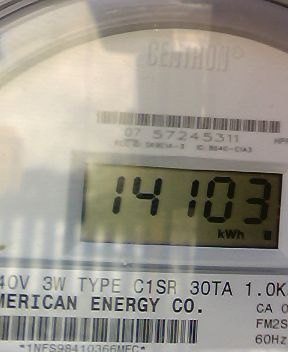 CENTRON®
07 57245311
14103
kWh
40V 3W TYPE C1SR 30TA 1.0K
MERICAN ENERGY CO.
CA 0
FM2S
60Hz
*1NFS98410366MFC*